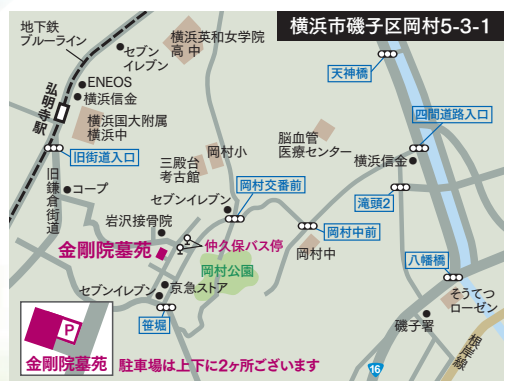 横浜市磯子区岡村5-3-1
地下鉄
ブルーライン
セブン
イレブン
横浜英和女学院
高 中
天神橋
ENEOS
横浜信金
弘明寺駅
横浜国大附属
横浜中
四間道路入口
脳血管
医療センター
旧街道入口
岡村小
三殿台
考古館
横浜信金
旧鎌倉街道
コープ
岡村交番前
滝頭2
セブンイレブン
岩沢接骨院
仲久保バス停
岡村中前
金剛院墓苑
岡村中
八幡橋
岡村公園
セブンイレブン
京急ストア
そうてつ
ローゼン
笹堀
磯子署
根岸線
P
16
金剛院墓苑
駐車場は上下に2ヶ所ございます